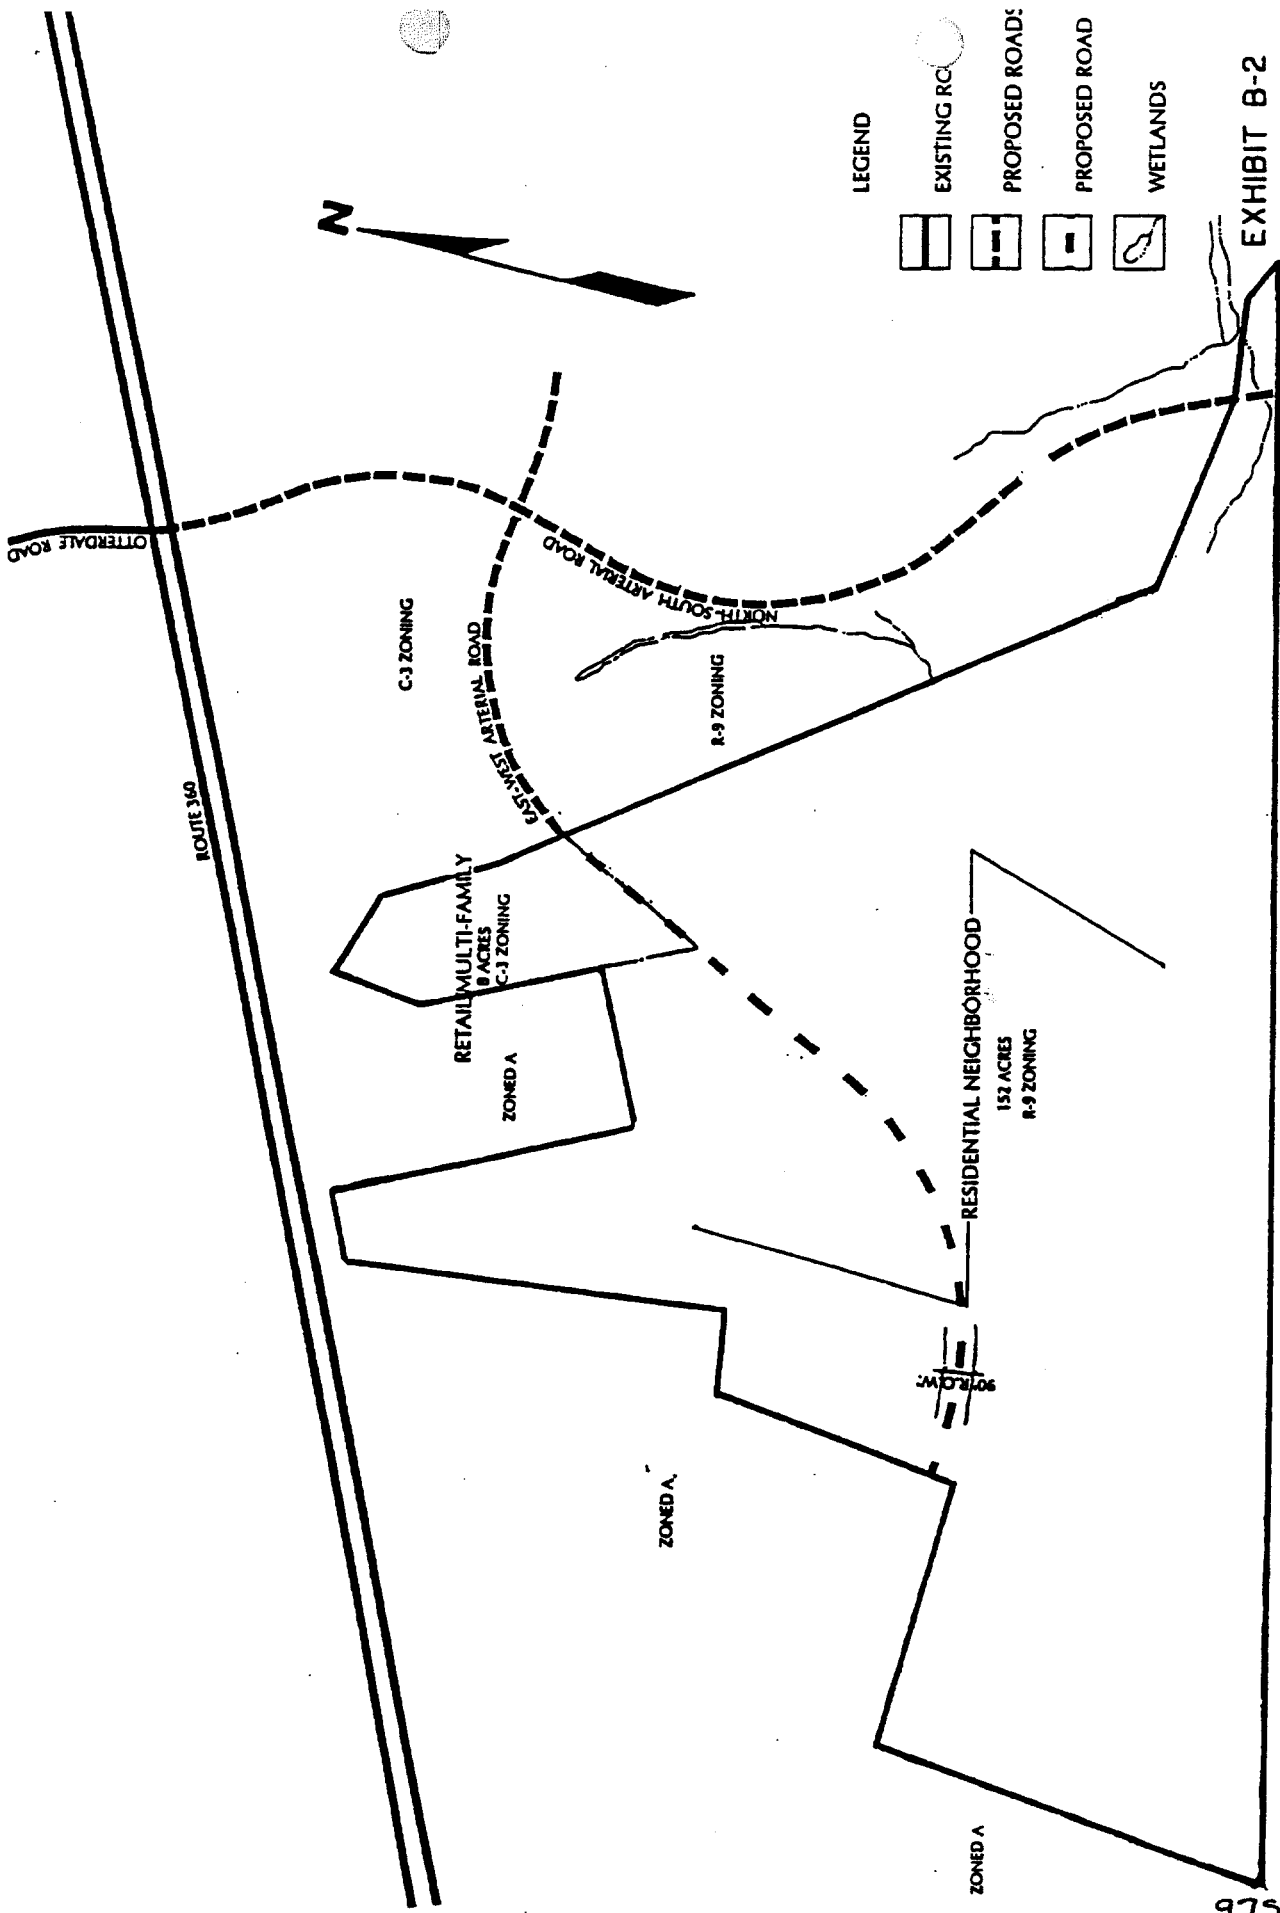 ROUTE 360
OTTERDALE ROAD
C-3 ZONING
EAST-WEST ARTERIAL ROAD
NORTH-SOUTH ARTERIAL ROAD
R-9 ZONING
RETAIL/MULTI-FAMILY
8 ACRES
C-3 ZONING
ZONED A
RESIDENTIAL NEIGHBORHOOD
152 ACRES
R-9 ZONING
90' R.O.W.
ZONED A
ZONED A
N
LEGEND
EXISTING RO
PROPOSED ROADS
PROPOSED ROAD
WETLANDS
EXHIBIT B-2